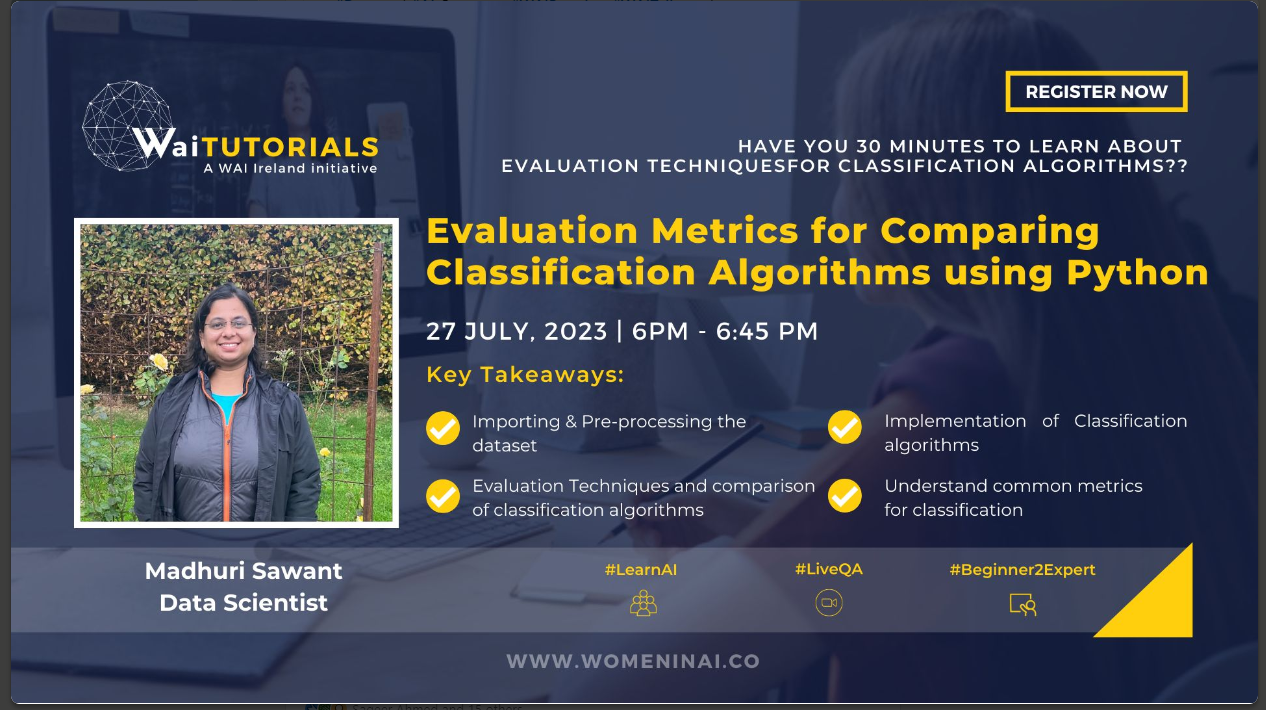 WaiTUTORIALS
A WAI Ireland initiative
REGISTER NOW
HAVE YOU 30 MINUTES TO LEARN ABOUT
EVALUATION TECHNIQUESFOR CLASSIFICATION ALGORITHMS??
Evaluation Metrics for Comparing
Classification Algorithms using Python
27 JULY, 2023 | 6PM - 6:45 PM
Key Takeaways:
Importing & Pre-processing the
dataset
Implementation of Classification
algorithms
Evaluation Techniques and comparison
of classification algorithms
Understand common metrics
for classification
Madhuri Sawant
Data Scientist
#LearnAI
#LiveQA
#Beginner2Expert
WWW.WOMENINAI.CO